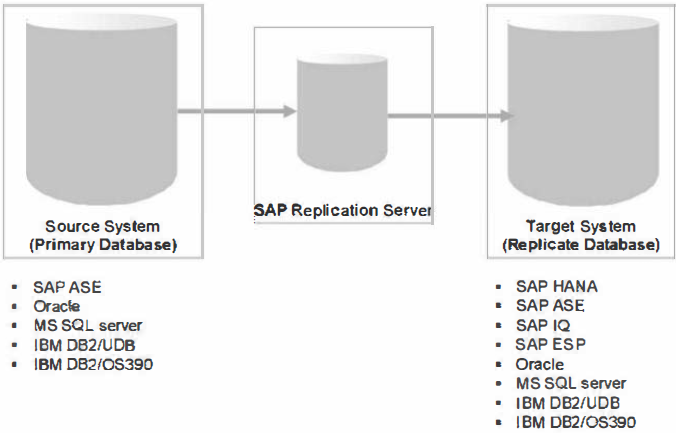 Source System
(Primary Database)
SAP Replication Server
Target System
(Replicate Database)
▪ SAP ASE
▪ Oracle
▪ MS SQL server
▪ IBM DB2/UDB
▪ IBM DB2/OS390
▪ SAP HANA
▪ SAP ASE
▪ SAP IQ
▪ SAP ESP
▪ Oracle
▪ MS SQL server
▪ IBM DB2/UDB
▪ IBM DB2/OS390